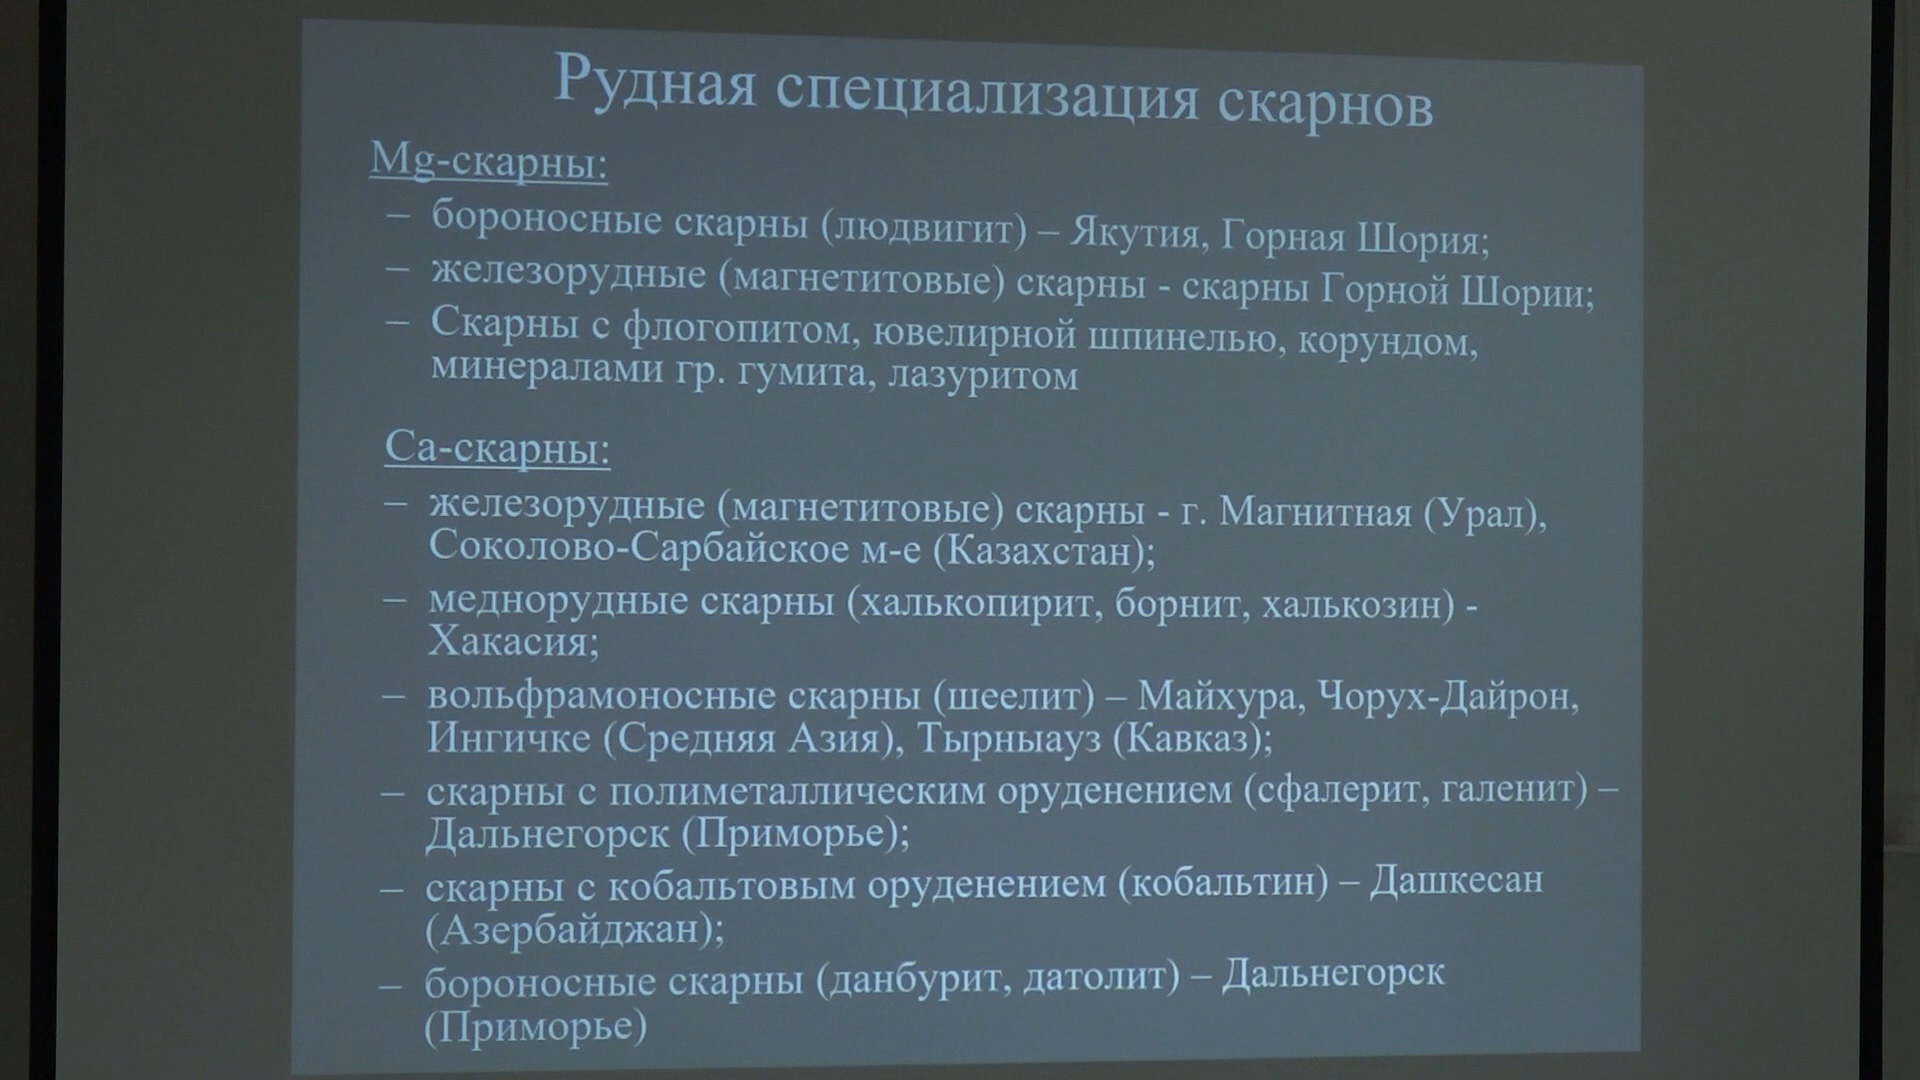 Рудная специализация скарнов
Mg-скарны:
– бороносные скарны (людвигит) – Якутия, Горная Шория;
– железорудные (магнетитовые) скарны - скарны Горной Шории;
– Скарны с флогопитом, ювелирной шпинелью, корундом,
минералами гр. гумита, лазуритом
Ca-скарны:
– железорудные (магнетитовые) скарны - г. Магнитная (Урал),
Соколово-Сарбайское м-е (Казахстан);
– меднорудные скарны (халькопирит, борнит, халькозин) -
Хакасия;
– вольфрамоносные скарны (шеелит) – Майхура, Чорух-Дайрон,
Ингичке (Средняя Азия), Тырныауз (Кавказ);
– скарны с полиметаллическим оруденением (сфалерит, галенит) –
Дальнегорск (Приморье);
– скарны с кобальтовым оруденением (кобальтин) – Дашкесан
(Азербайджан);
– бороносные скарны (данбурит, датолит) – Дальнегорск
(Приморье)